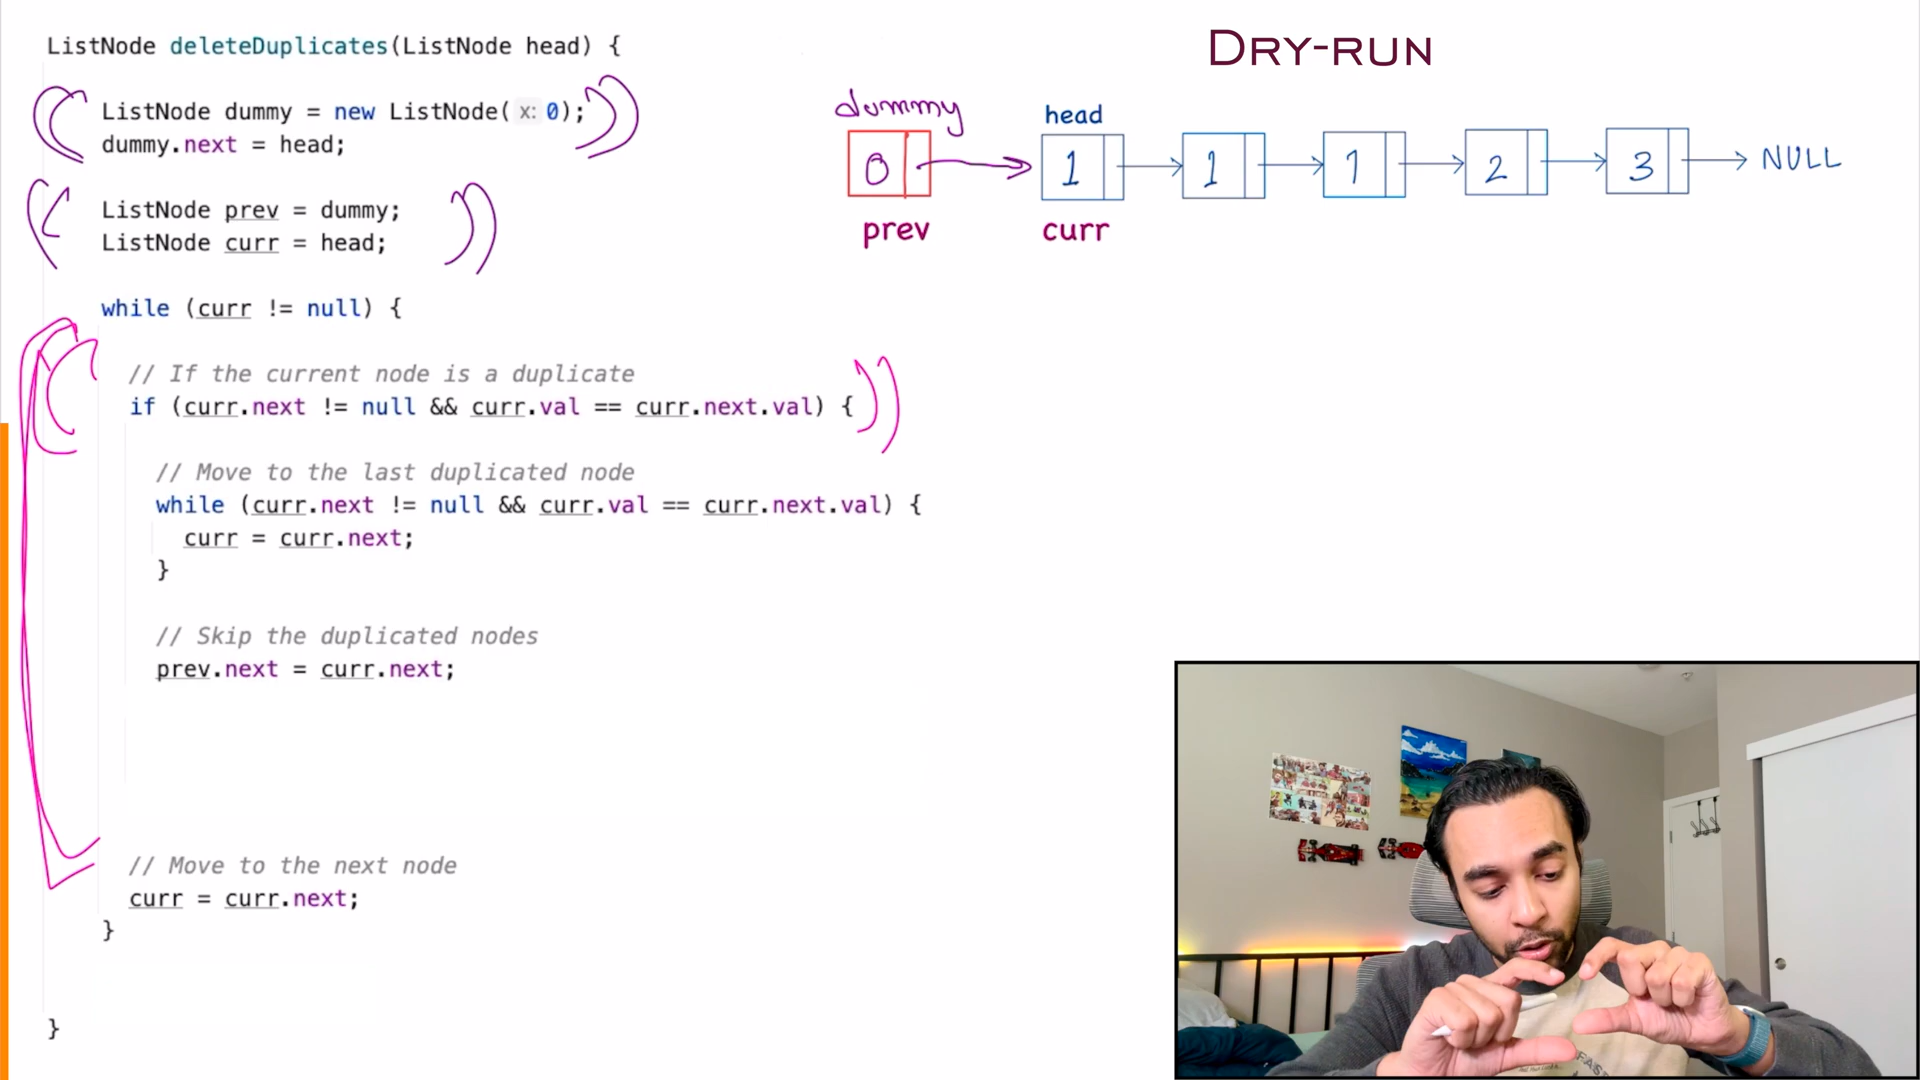 ListNode deleteDuplicates(ListNode head) {
ListNode dummy = new ListNode( x: 0);
dummy.next = head;
ListNode prev = dummy;
ListNode curr = head;
while (curr != null) {
// If the current node is a duplicate
if (curr.next != null && curr.val == curr.next.val) {
// Move to the last duplicated node
while (curr.next != null && curr.val == curr.next.val) {
curr = curr.next;
}
// Skip the duplicated nodes
prev.next = curr.next;
// Move to the next node
curr = curr.next;
}
}
DRY-RUN
dummy
head
0 1 1 1 2 3 NULL
prev
curr